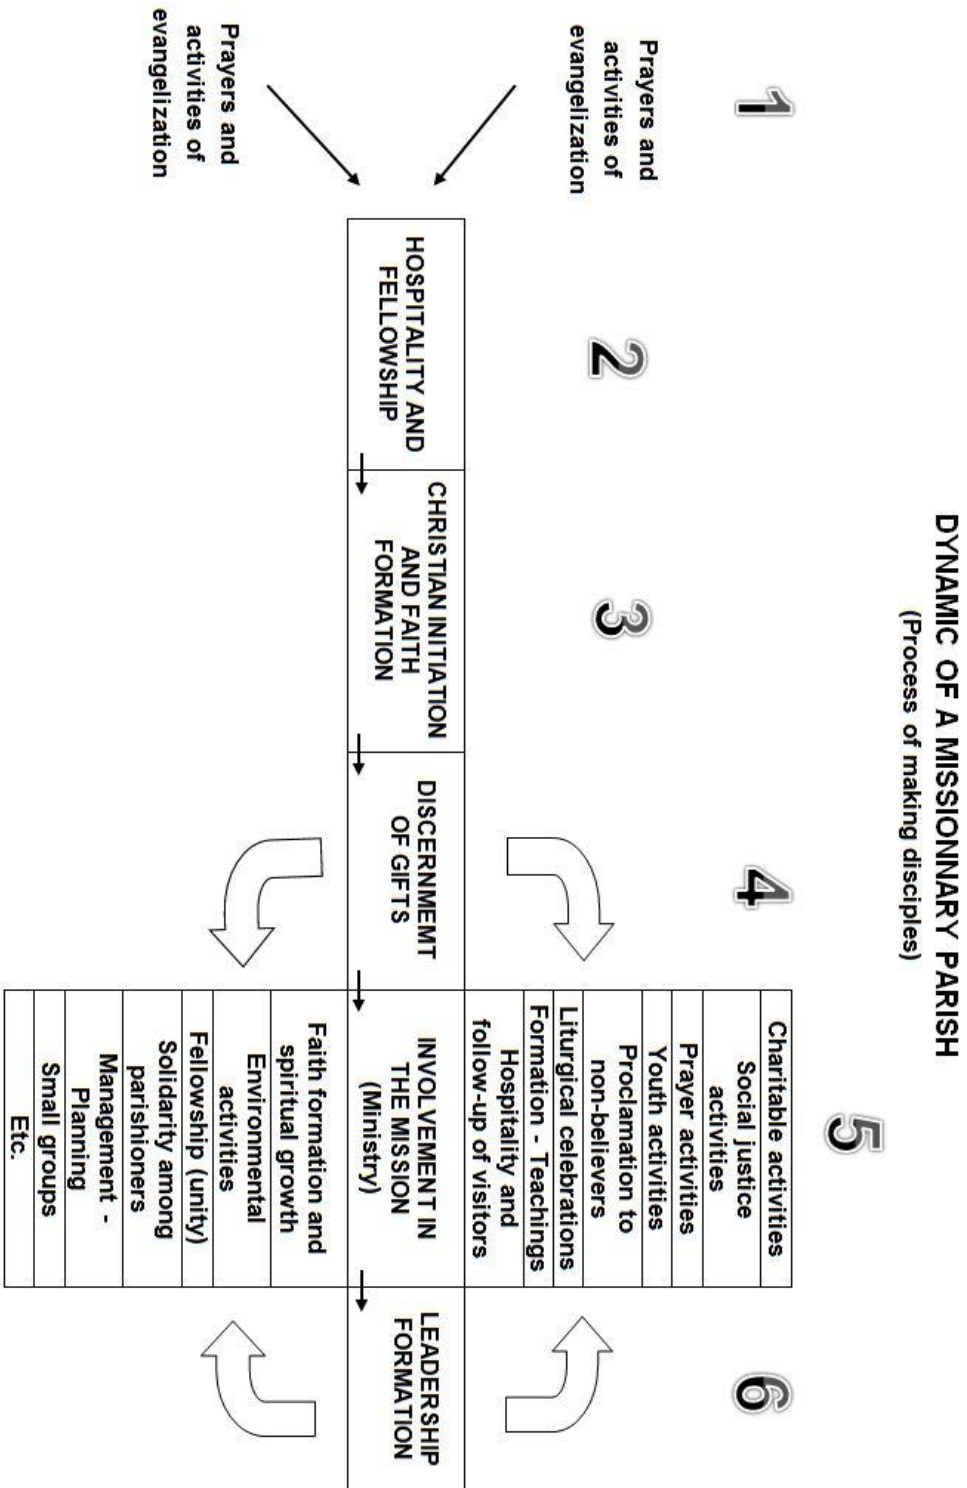 DYNAMIC OF A MISSIONNARY PARISH
(Process of making disciples)
1
Prayers and
activities of
evangelization
Prayers and
activities of
evangelization
2
HOSPITALITY AND
FELLOWSHIP
3
CHRISTIAN INITIATION
AND FAITH
FORMATION
4
DISCERNMEMT
OF GIFTS
5
Charitable activities
Social justice
activities
Prayer activities
Youth activities
Proclamation to
non-believers
Liturgical celebrations
Formation - Teachings
Hospitality and
follow-up of visitors
INVOLVEMENT IN
THE MISSION
(Ministry)
Faith formation and
spiritual growth
Environmental
activities
Fellowship (unity)
Solidarity among
parishioners
Management -
Planning
Small groups
Etc.
6
LEADERSHIP
FORMATION